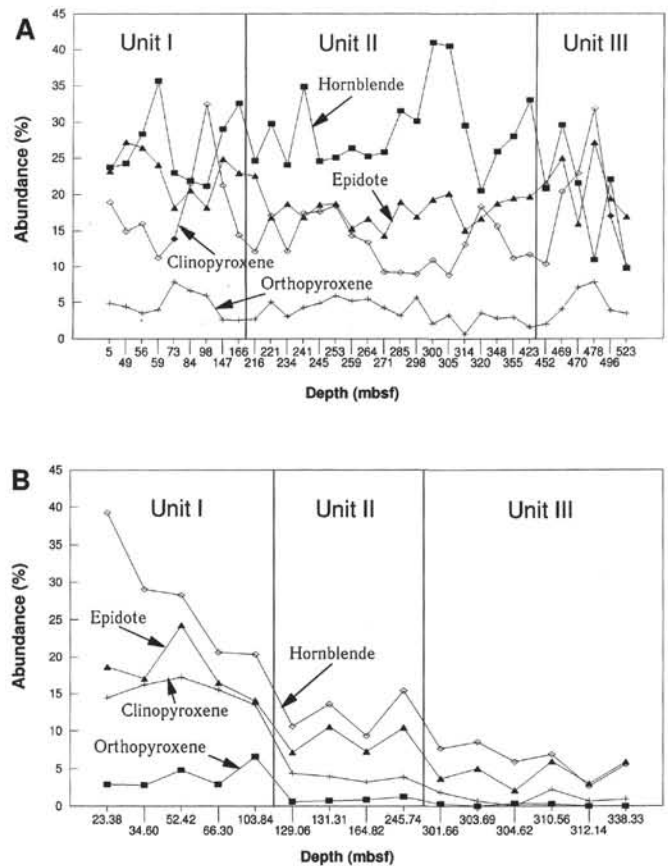 A
Unit I
Unit II
Unit III
Hornblende
Epidote
Clinopyroxene
Orthopyroxene
Abundance (%)
45
40
35
30
25
20
15
10
5
0
5 56 73 98 166 221 241 253 264 285 300 314 348 423 469 478 523
49 59 84 147 216 234 245 259 271 298 305 320 355 452 470 496
Depth (mbsf)
B
Unit I
Unit II
Unit III
Epidote
Hornblende
Clinopyroxene
Orthopyroxene
Abundance (%)
45
40
35
30
25
20
15
10
5
0
23.38 52.42 103.84 131.31 245.74 303.69 310.56 338.33
34.60 66.30 129.06 164.82 301.66 304.62 312.14
Depth (mbsf)